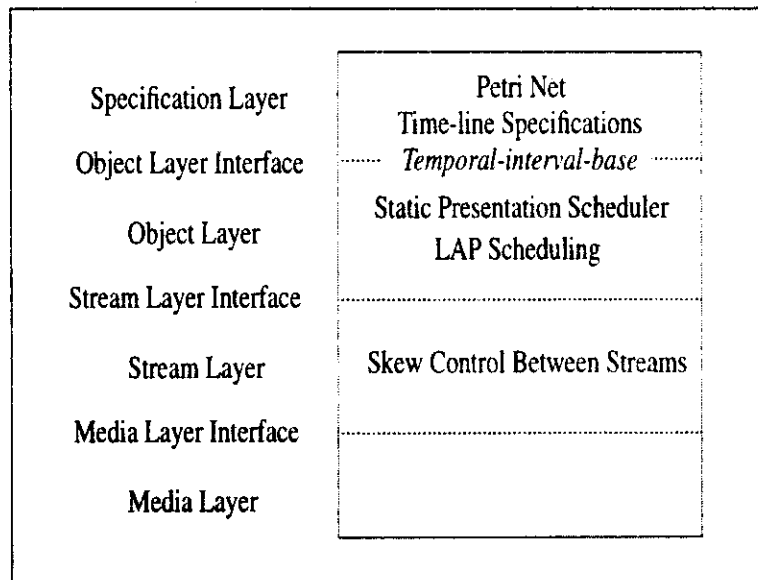 Specification Layer
Petri Net
Time-line Specifications
Object Layer Interface
Temporal-interval-base
Object Layer
Static Presentation Scheduler
LAP Scheduling
Stream Layer Interface
Stream Layer
Skew Control Between Streams
Media Layer Interface
Media Layer